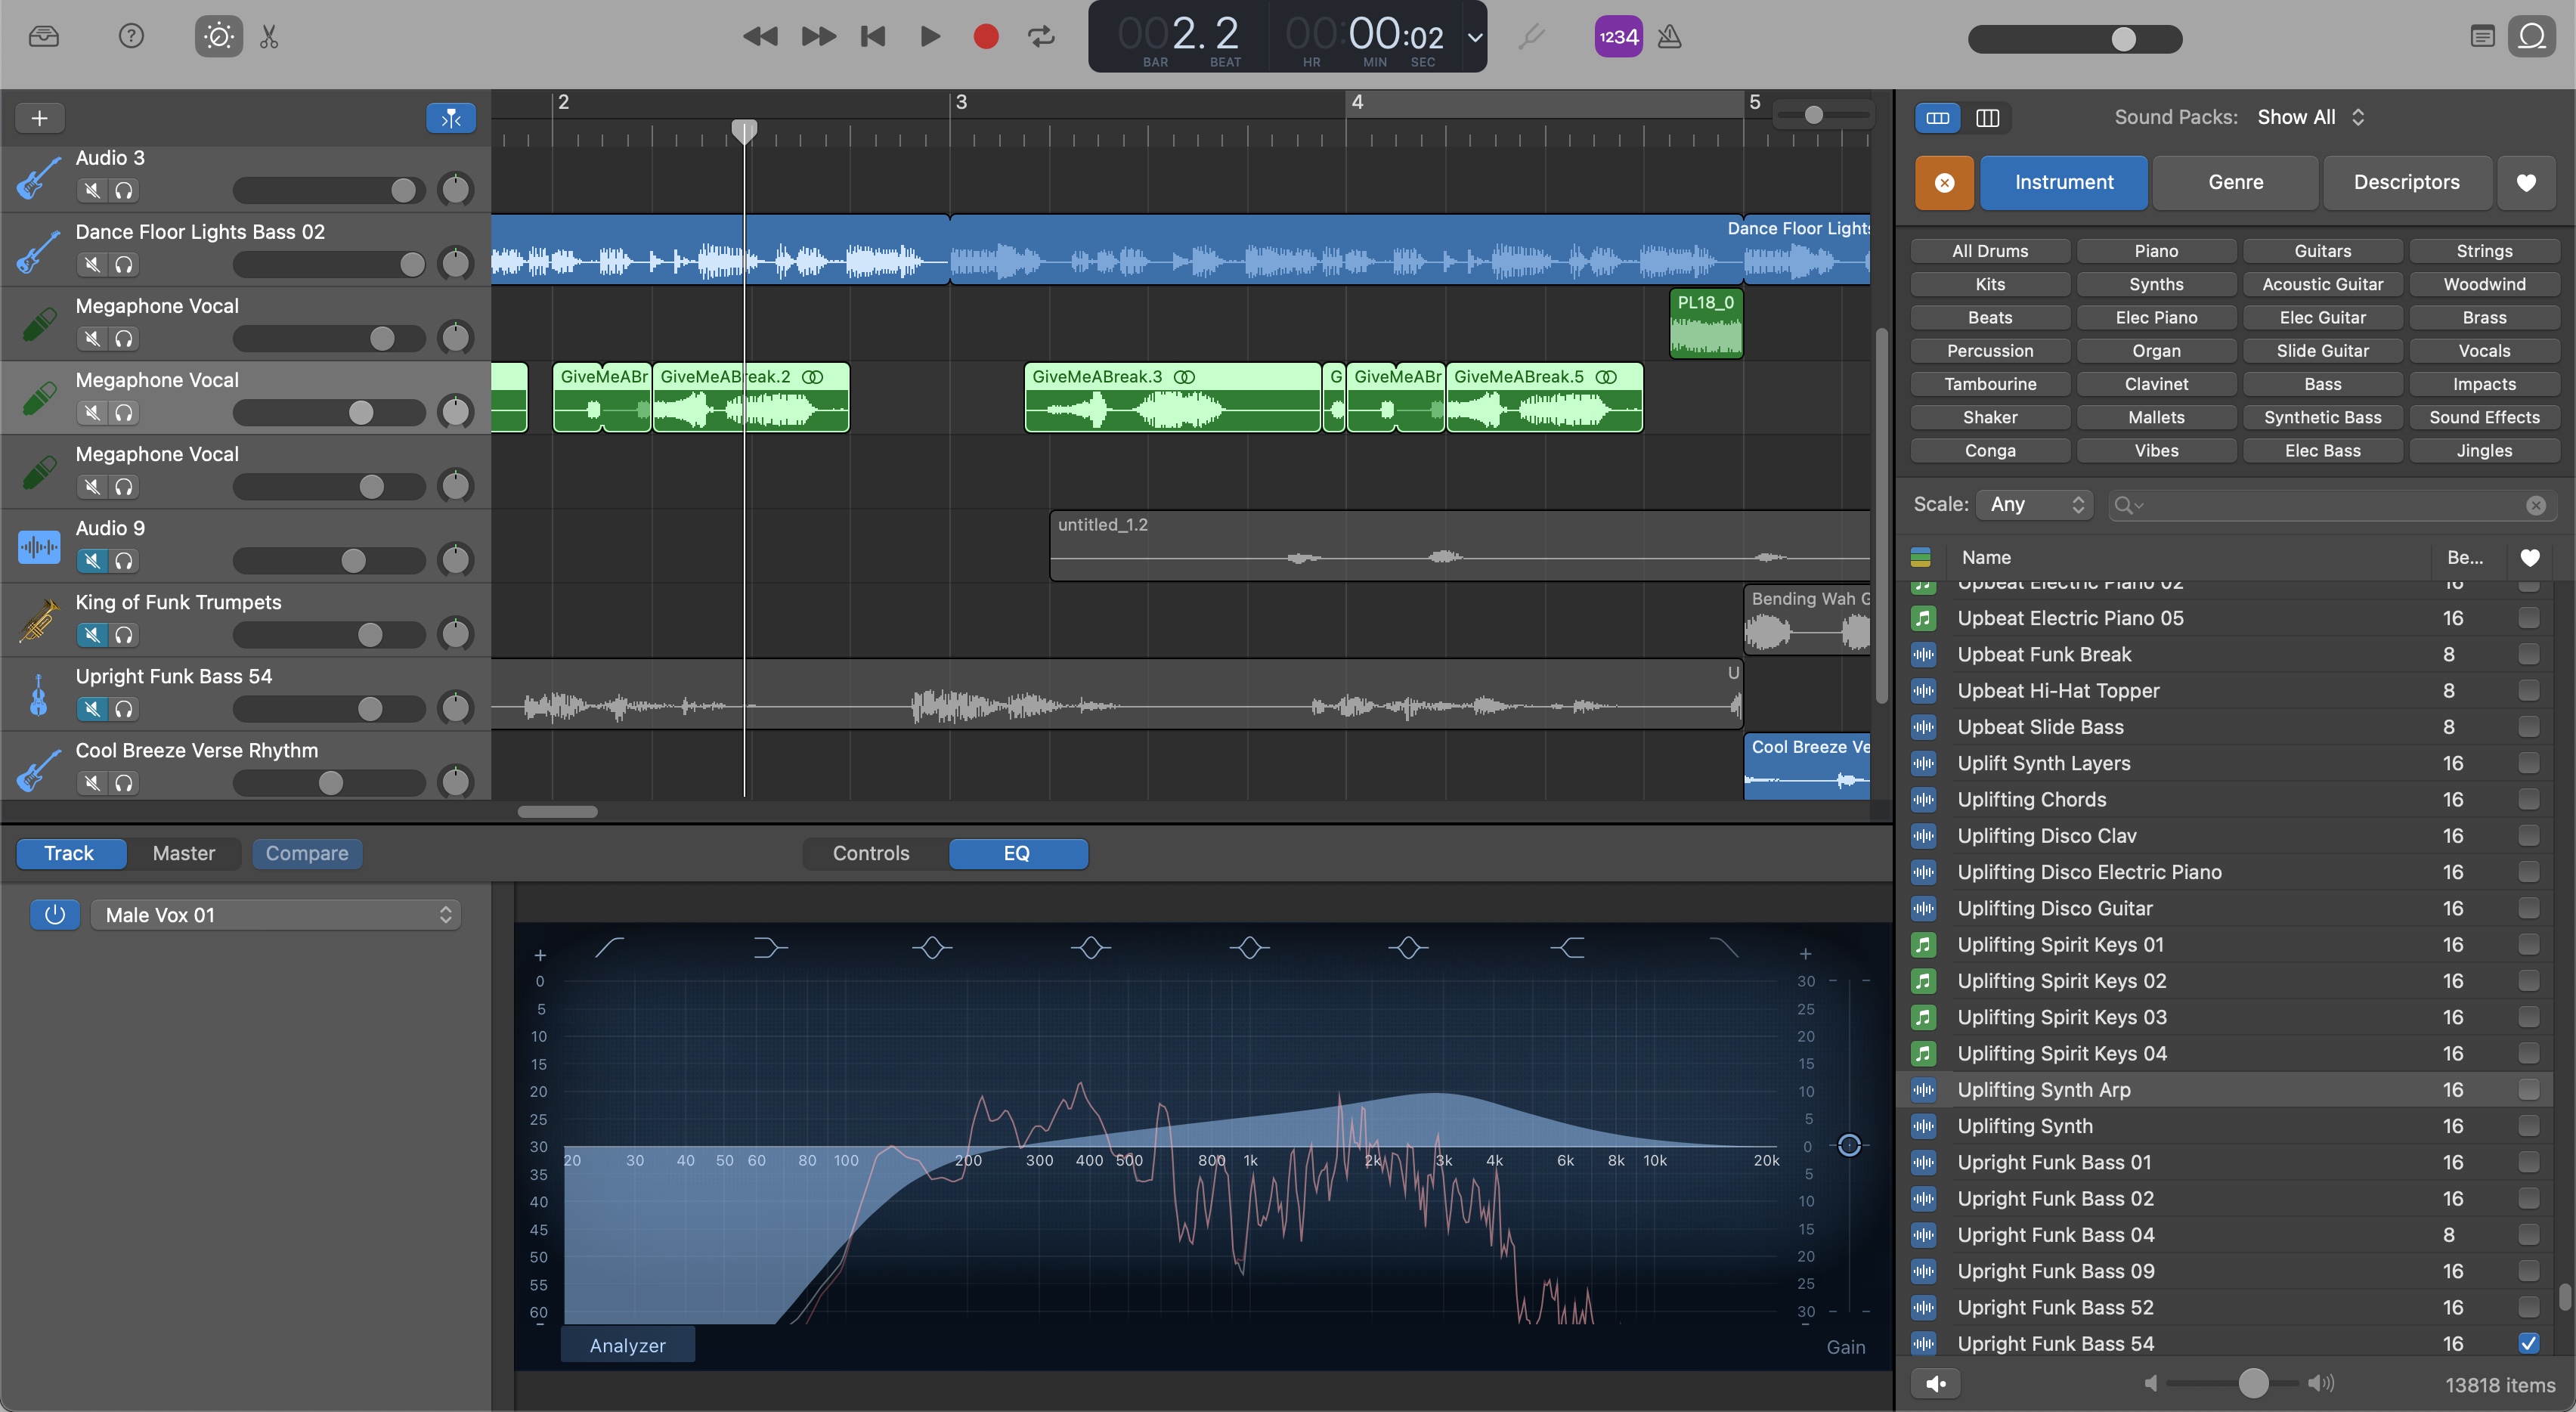 002.2
00:00:02
BAR BEAT HR MIN SEC
1234
2 3 4 5
Audio 3
Dance Floor Lights Bass 02
Dance Floor Lights
Megaphone Vocal
PL18_0
Megaphone Vocal
GiveMeABr GiveMeABreak.2 GiveMeABreak.3 G GiveMeABr GiveMeABreak.5
Megaphone Vocal
Audio 9
untitled_1.2
King of Funk Trumpets
Bending Wah G
Upright Funk Bass 54
U
Cool Breeze Verse Rhythm
Cool Breeze Ve
Track Master Compare
Controls EQ
Male Vox 01
+ +
0 5 10 15 20 25 30 35 40 45 50 55 60
20 30 40 50 60 80 100 200 300 400 500 800 1k 2k 3k 4k 6k 8k 10k 20k
30 25 20 15 10 5 0 5 10 15 20 25 30
Analyzer
Gain
Sound Packs: Show All
Instrument Genre Descriptors
All Drums Piano Guitars Strings
Kits Synths Acoustic Guitar Woodwind
Beats Elec Piano Elec Guitar Brass
Percussion Organ Slide Guitar Vocals
Tambourine Clavinet Bass Impacts
Shaker Mallets Synthetic Bass Sound Effects
Conga Vibes Elec Bass Jingles
Scale: Any
Name Be...
Upbeat Electric Piano 02 16
Upbeat Electric Piano 05 16
Upbeat Funk Break 8
Upbeat Hi-Hat Topper 8
Upbeat Slide Bass 8
Uplift Synth Layers 16
Uplifting Chords 16
Uplifting Disco Clav 16
Uplifting Disco Electric Piano 16
Uplifting Disco Guitar 16
Uplifting Spirit Keys 01 16
Uplifting Spirit Keys 02 16
Uplifting Spirit Keys 03 16
Uplifting Spirit Keys 04 16
Uplifting Synth Arp 16
Uplifting Synth 16
Upright Funk Bass 01 16
Upright Funk Bass 02 16
Upright Funk Bass 04 8
Upright Funk Bass 09 16
Upright Funk Bass 52 16
Upright Funk Bass 54 16
13818 items